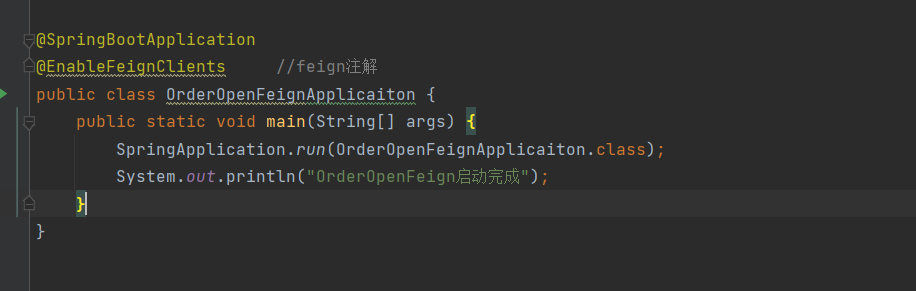 @SpringBootApplication
@EnableFeignClients //feign注解
public class OrderOpenFeignApplicaiton {
public static void main(String[] args) {
SpringApplication.run(OrderOpenFeignApplicaiton.class);
System.out.println("OrderOpenFeign启动完成");
}
}